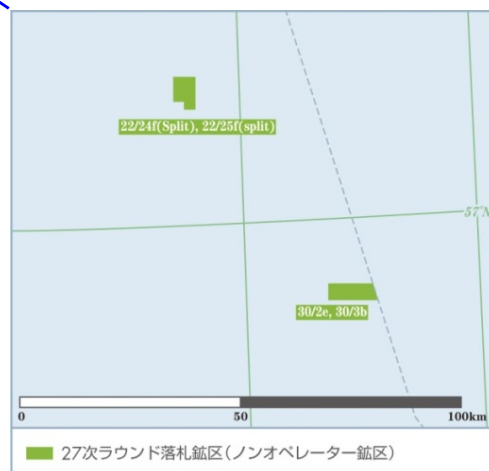 22/24f(Split), 22/25f(split)
57°N
30/2e, 30/3b
0 50 100km
27次ラウンド落札鉱区(ノンオペレーター鉱区)